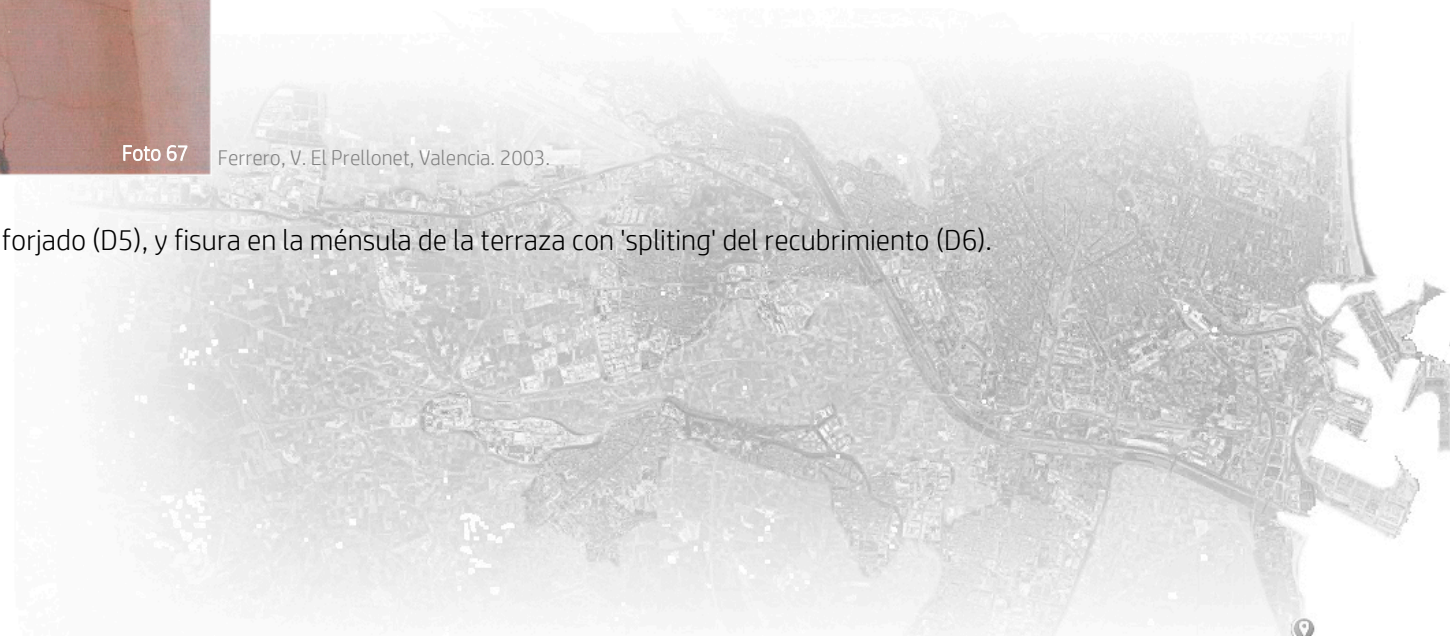 Foto 67
Ferrero, V. El Prellonet, Valencia. 2003.
forjado (D5), y fisura en la ménsula de la terraza con 'spliting' del recubrimiento (D6).